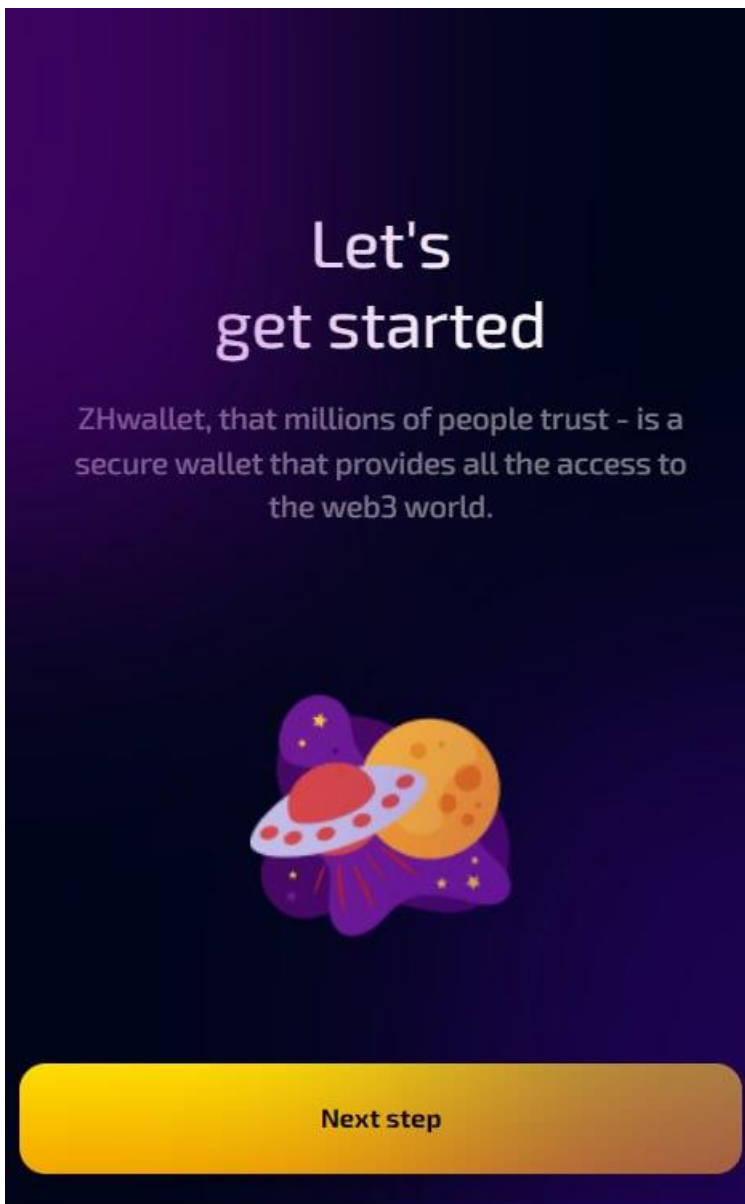 Let's
get started
ZHwallet, that millions of people trust - is a
secure wallet that provides all the access to
the web3 world.
Next step